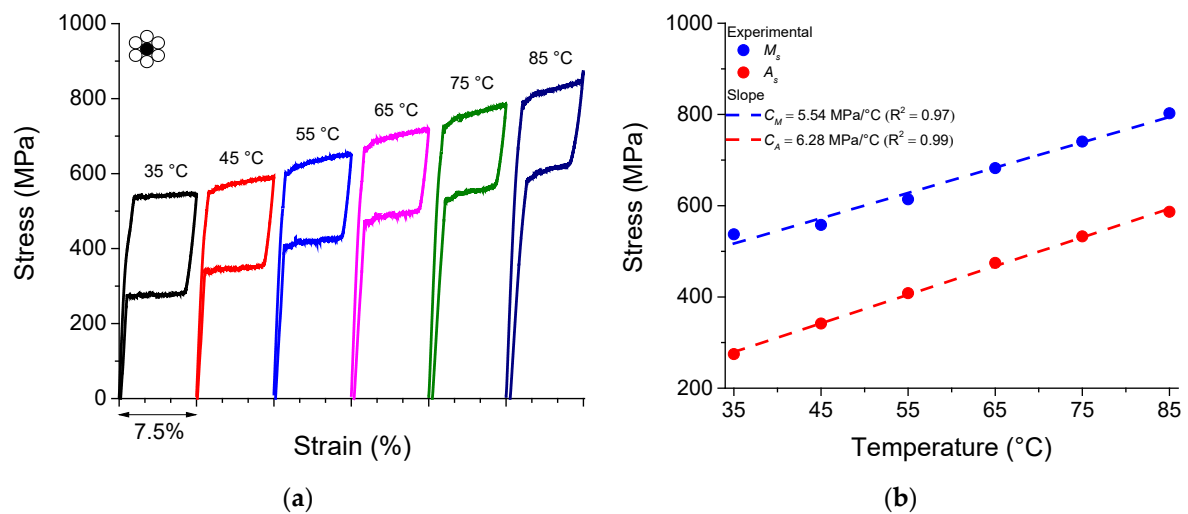 1000
800
600
400
200
0
Stress (MPa)
35 °C
45 °C
55 °C
65 °C
75 °C
85 °C
7.5%
Strain (%)
(a)
1000
800
600
400
200
Stress (MPa)
Experimental
Ms
As
Slope
CM = 5.54 MPa/°C (R² = 0.97)
CA = 6.28 MPa/°C (R² = 0.99)
35 45 55 65 75 85
Temperature (°C)
(b)